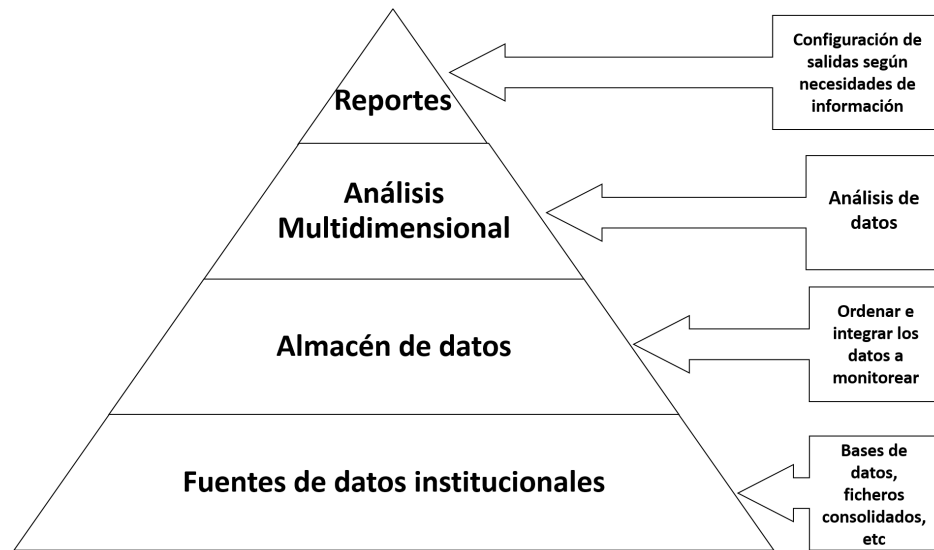 Reportes
Configuración de
salidas según
necesidades de
información
Análisis
Multidimensional
Análisis de
datos
Almacén de datos
Ordenar e
integrar los
datos a
monitorear
Fuentes de datos institucionales
Bases de
datos,
ficheros
consolidados,
etc